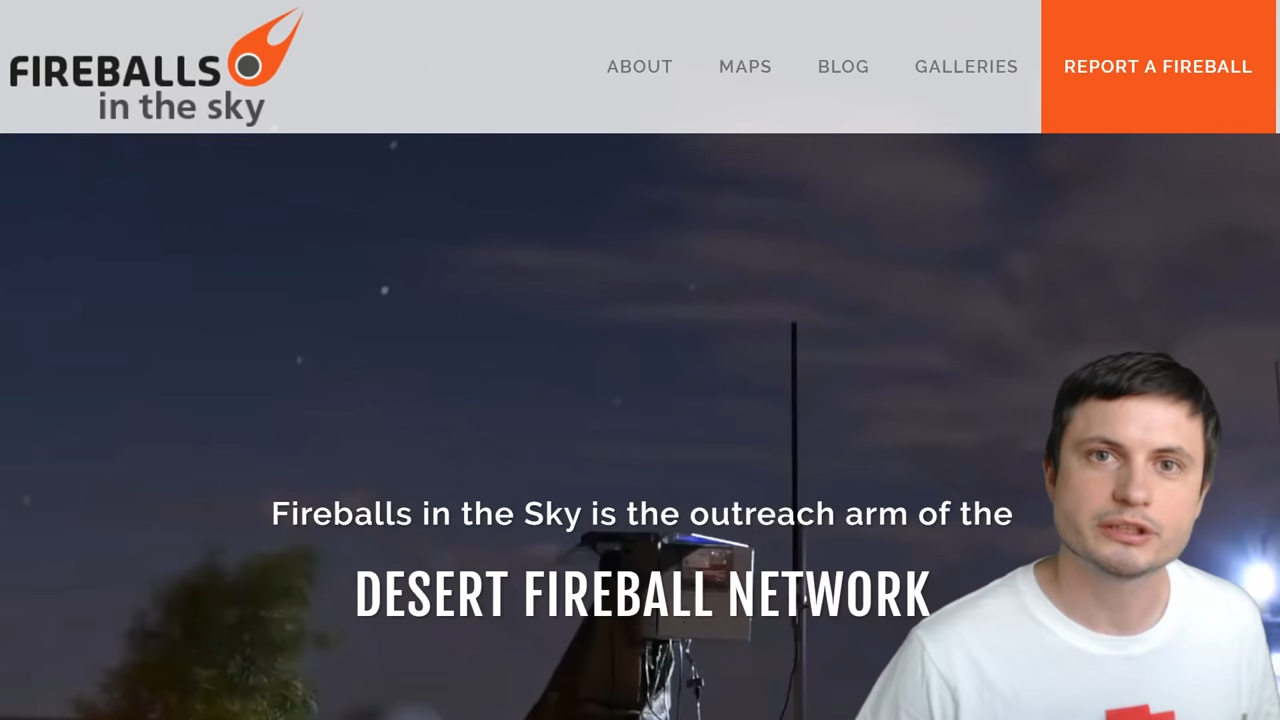 FIREBALLS
in the sky
ABOUT MAPS BLOG GALLERIES REPORT A FIREBALL
Fireballs in the Sky is the outreach arm of the
DESERT FIREBALL NETWORK